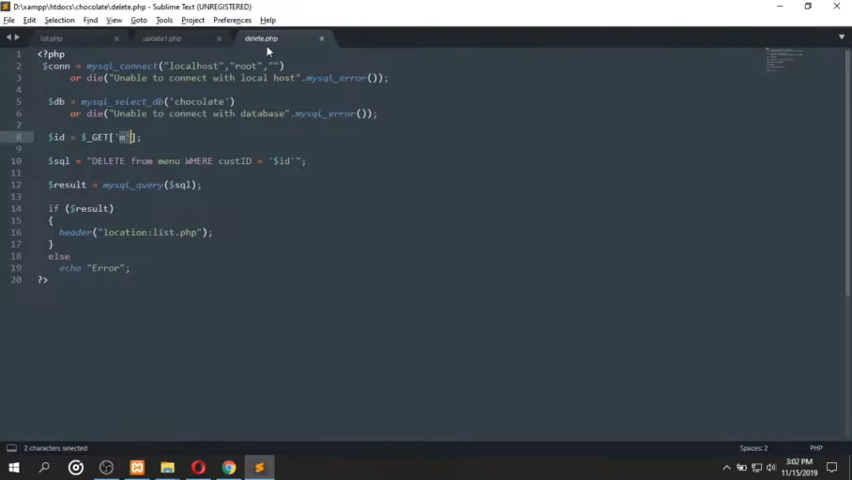 D:\xampp\htdocs\chocolate\delete.php - Sublime Text (UNREGISTERED)
File Edit Selection Find View Goto Tools Project Preferences Help
list.php update1.php delete.php
1 <?php
2 $conn = mysql_connect("localhost","root","")
3 or die("Unable to connect with local host".mysql_error());
4
5 $db = mysql_select_db('chocolate')
6 or die("Unable to connect with database".mysql_error());
7
8 $id = $_GET['m'];
9
10 $sql = "DELETE from menu WHERE custID = '$id'";
11
12 $result = mysql_query($sql);
13
14 if ($result)
15 {
16 header("location:list.php");
17 }
18 else
19 echo "Error";
20 ?>
2 characters selected Spaces: 2 PHP
3:02 PM
11/15/2019